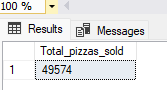 100 %
Results Messages
Total_pizzas_sold
1 49574